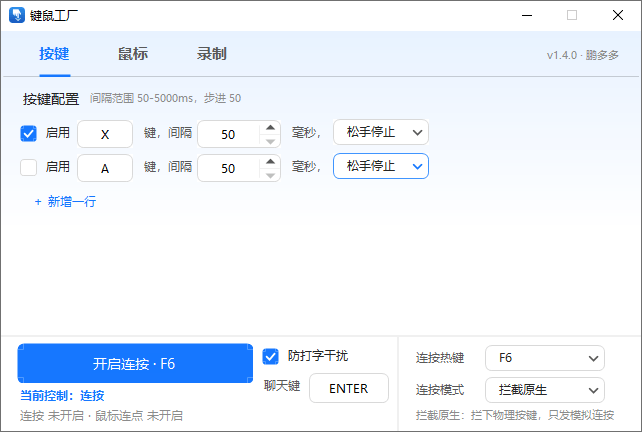 键鼠工厂
按键 鼠标 录制 v1.4.0 · 鹏多多
按键配置 间隔范围 50-5000ms，步进 50
启用 X 键，间隔 50 毫秒， 松手停止
启用 A 键，间隔 50 毫秒， 松手停止
+ 新增一行
开启连按 · F6
当前控制：连按
连按 未开启 · 鼠标连点 未开启
防打字干扰
聊天键 ENTER
连按热键 F6
连按模式 拦截原生
拦截原生：拦下物理按键，只发模拟连按